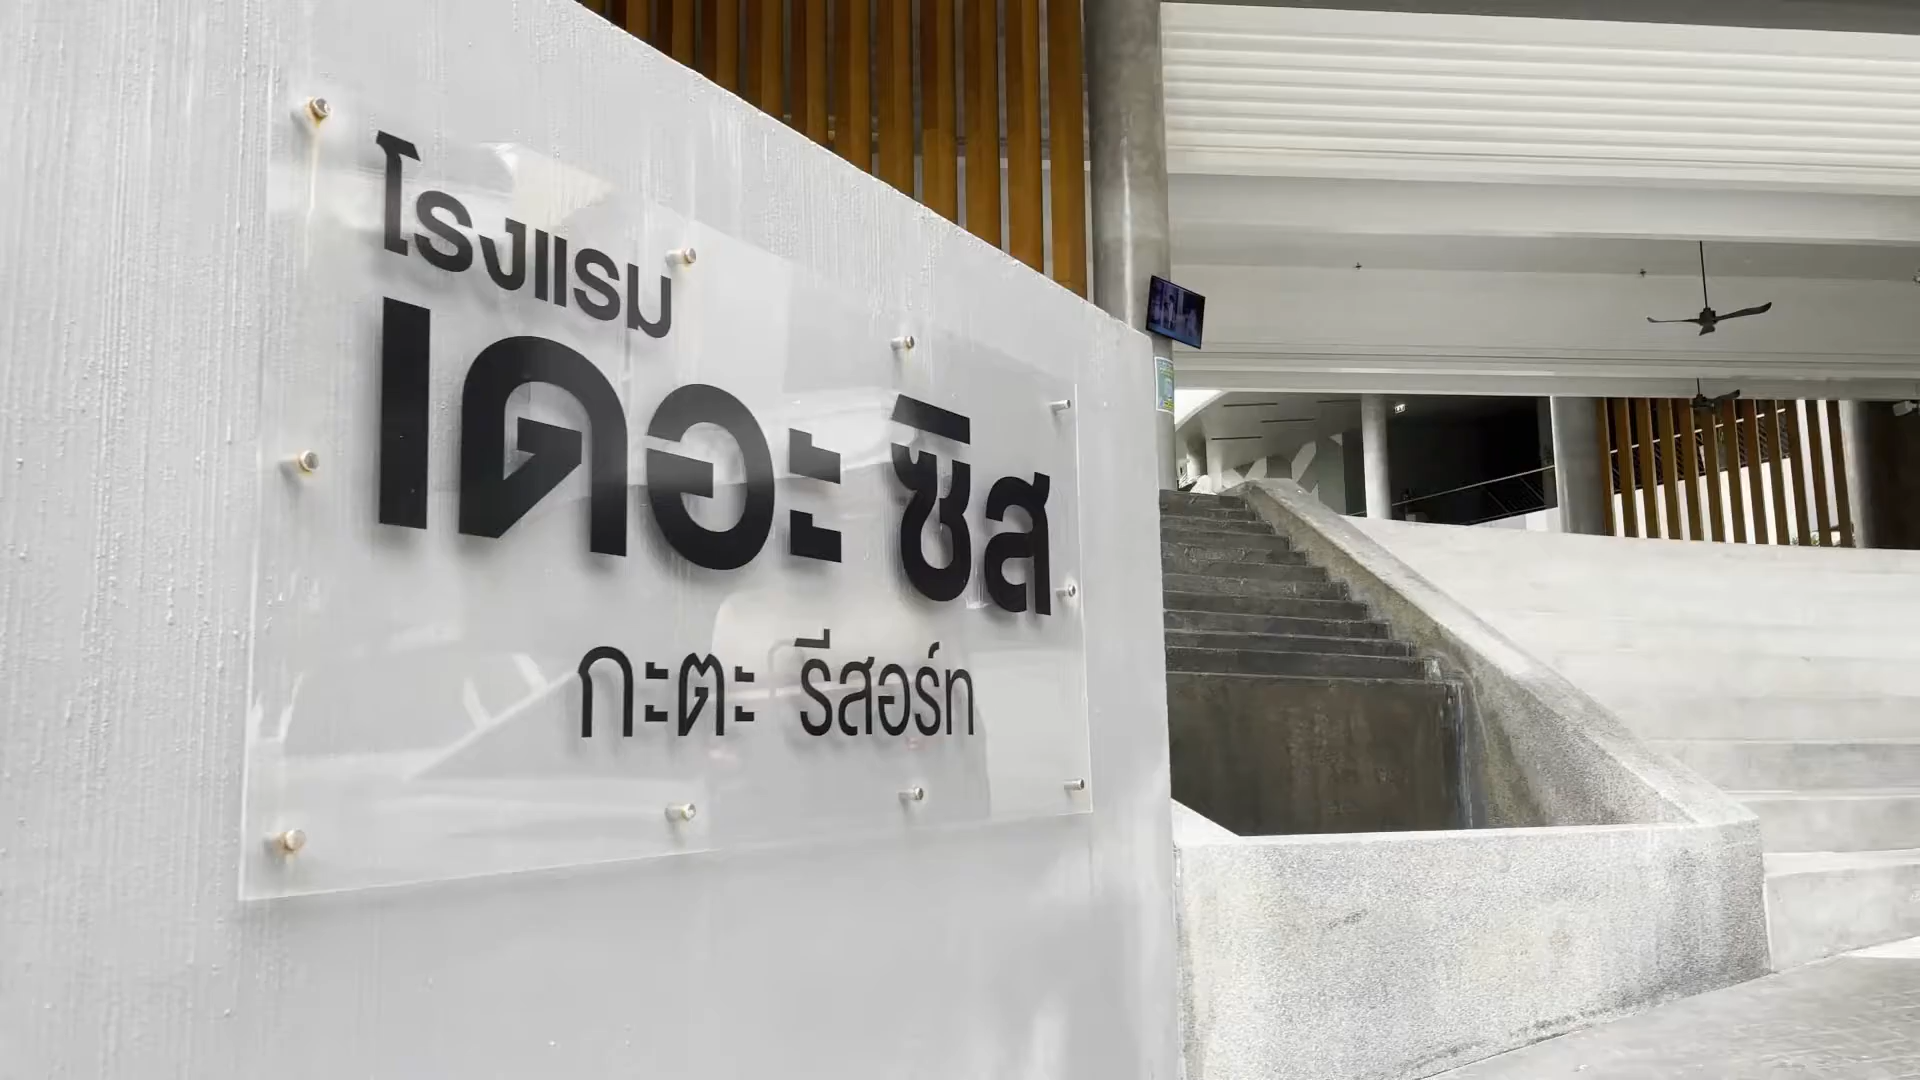 โรงแรม
เดอะ ซิส
กะตะ รีสอร์ท